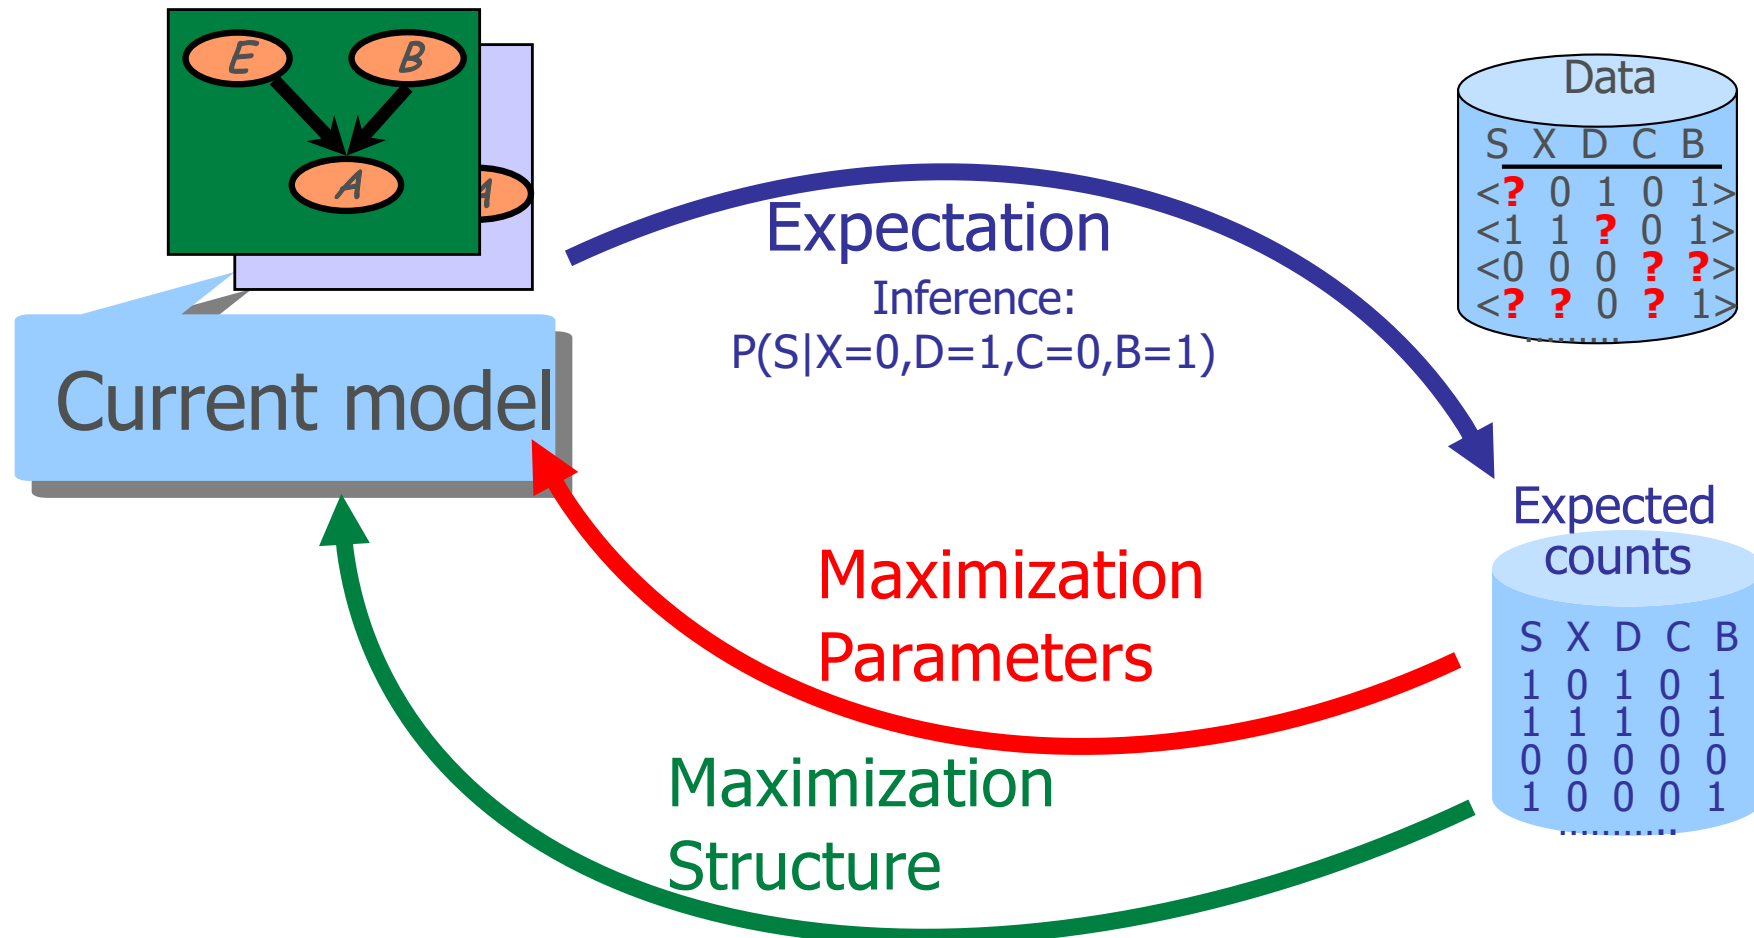 E B
A
A
Current model
Expectation
Inference:
P(S|X=0,D=1,C=0,B=1)
Data
S X D C B
<? 0 1 0 1>
<1 1 ? 0 1>
<0 0 0 ? ?>
<? ? 0 ? 1>
..........
Maximization
Parameters
Maximization
Structure
Expected
counts
S X D C B
1 0 1 0 1
1 1 1 0 1
0 0 0 0 0
1 0 0 0 1
...........